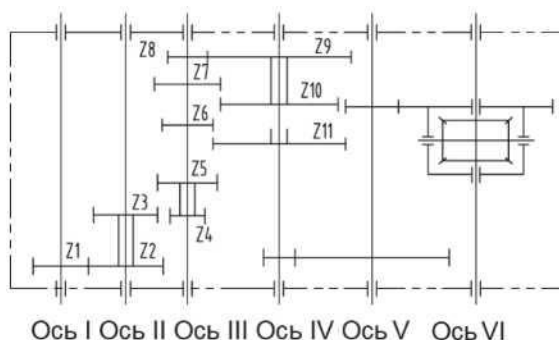 Z8 Z9
Z7
Z10
Z6
Z11
Z5
Z3
Z4
Z1 Z2
Ось I Ось II Ось III Ось IV Ось V Ось VI